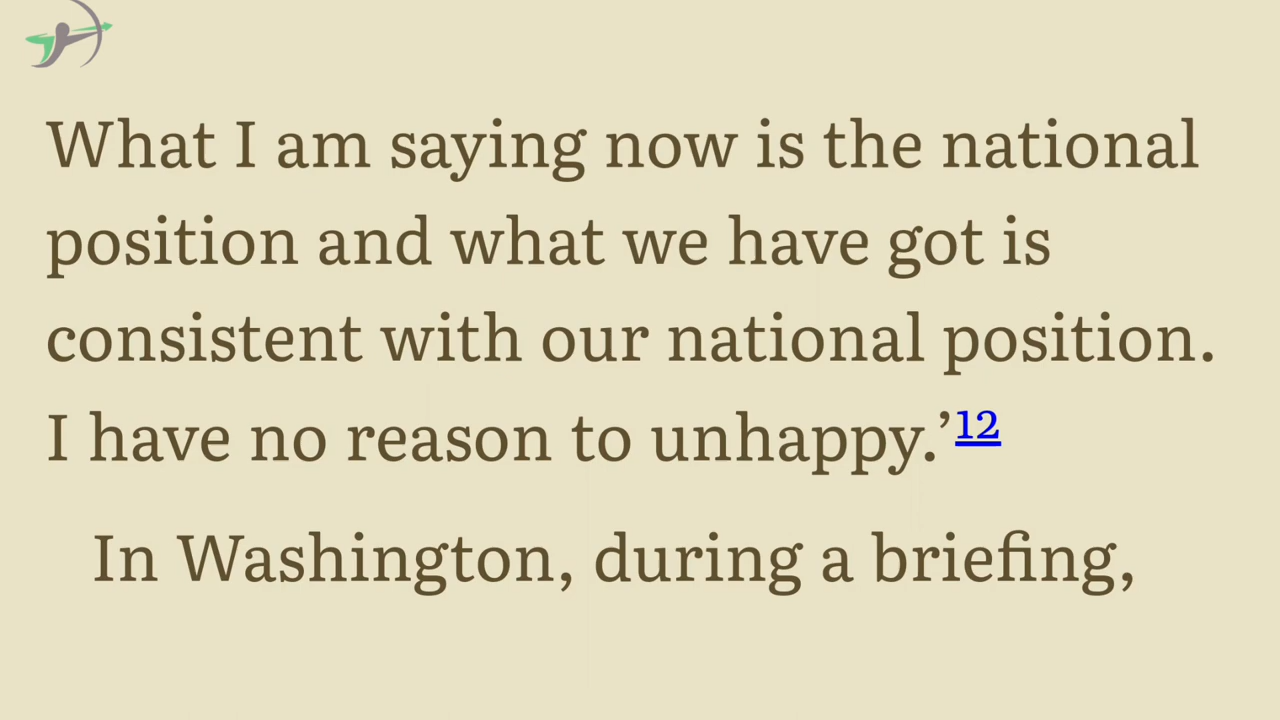 What I am saying now is the national
position and what we have got is
consistent with our national position.
I have no reason to unhappy.’12
In Washington, during a briefing,